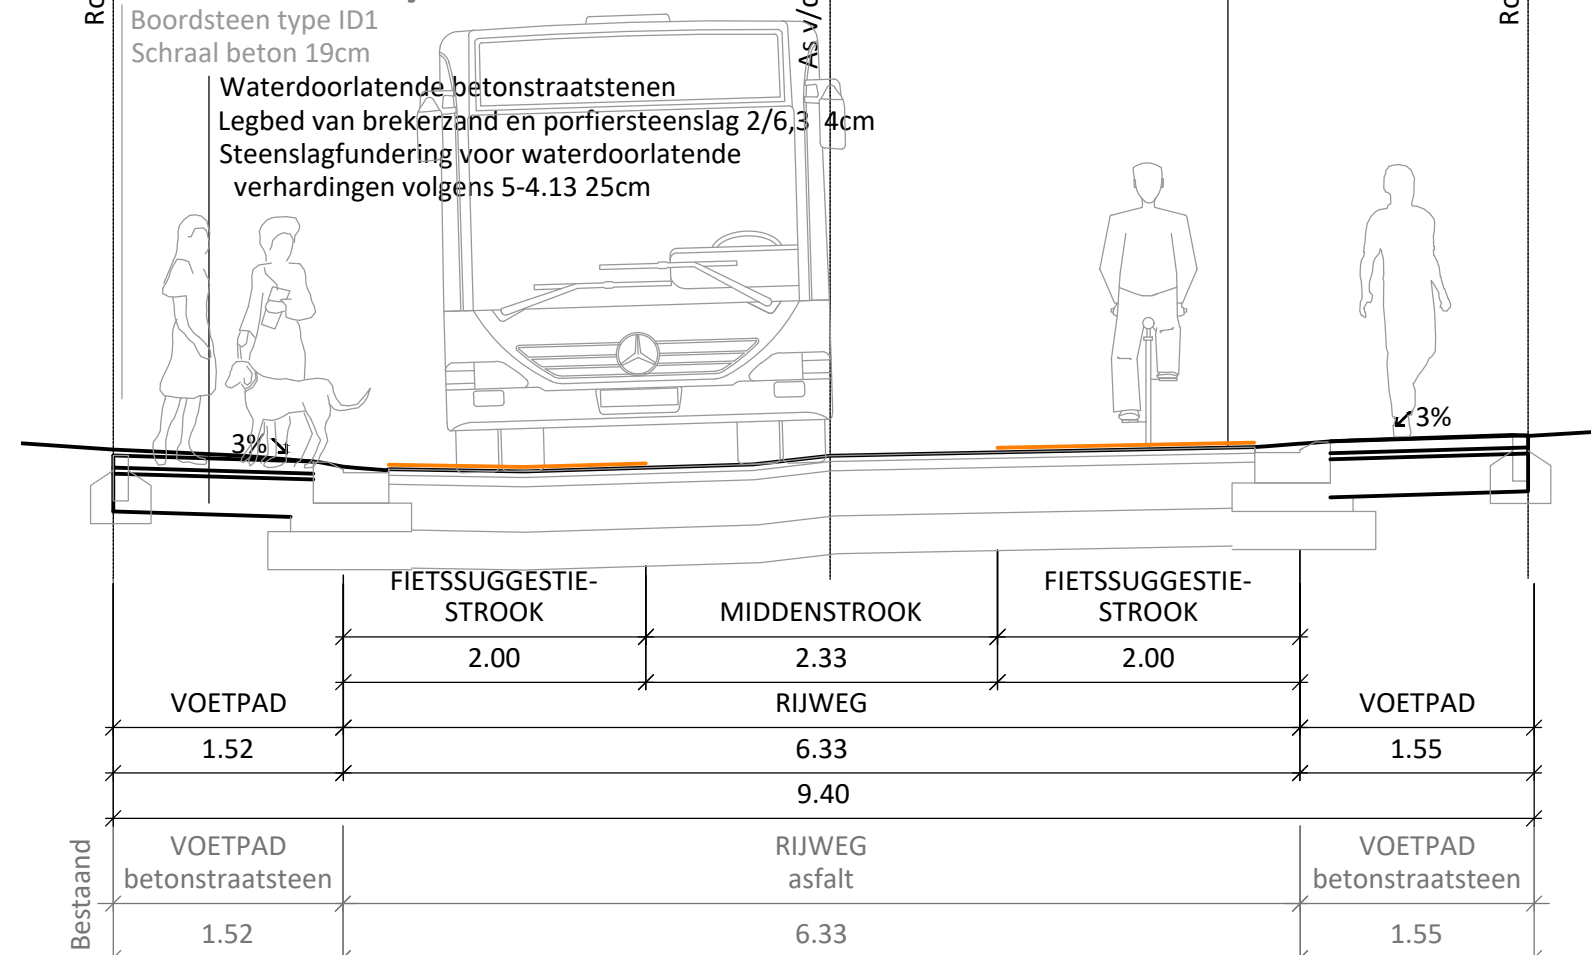 Ro
As v/d
Ro
Boordsteen type ID1
Schraal beton 19cm
Waterdoorlatende betonstraatstenen
Legbed van brekerzand en porfiersteenslag 2/6,3 4cm
Steenslagfundering voor waterdoorlatende
verhardingen volgens 5-4.13 25cm
3%
3%
FIETSSUGGESTIE-
STROOK
MIDDENSTROOK
FIETSSUGGESTIE-
STROOK
2.00
2.33
2.00
VOETPAD
RIJWEG
VOETPAD
1.52
6.33
1.55
9.40
Bestaand
VOETPAD
betonstraatsteen
RIJWEG
asfalt
VOETPAD
betonstraatsteen
1.52
6.33
1.55